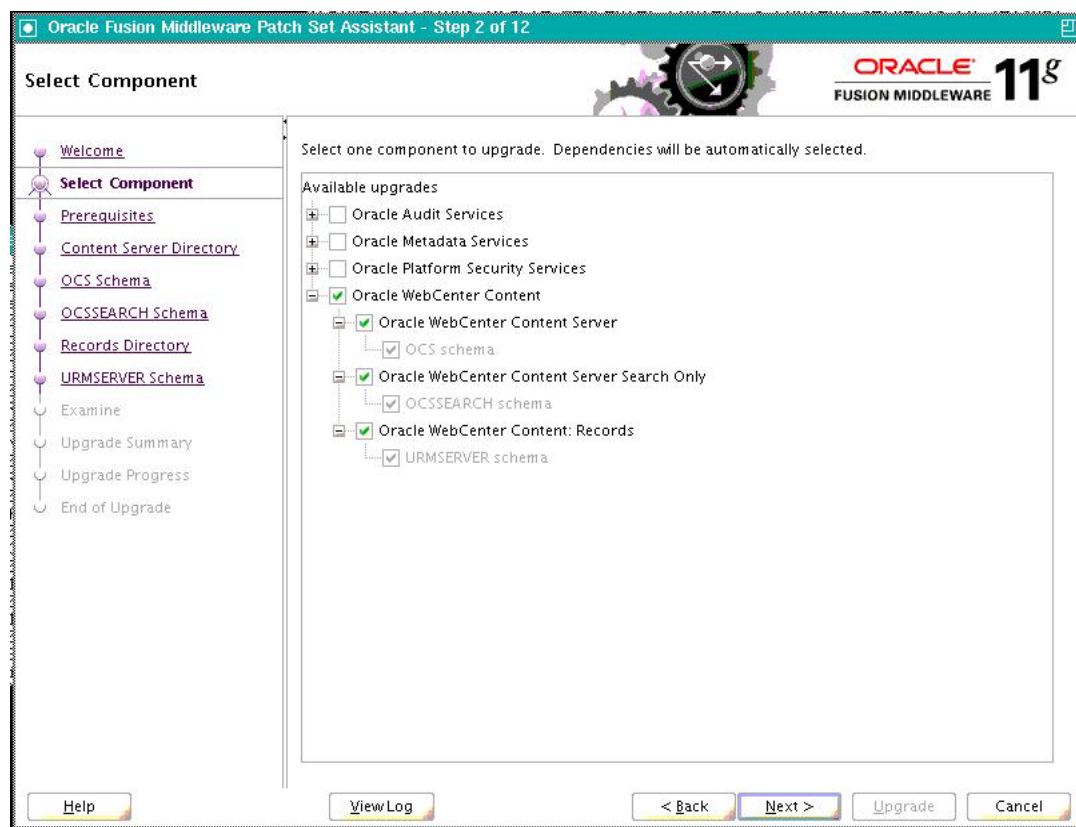 Oracle Fusion Middleware Patch Set Assistant - Step 2 of 12
Select Component
ORACLE
FUSION MIDDLEWARE 11g
Welcome
Select Component
Prerequisites
Content Server Directory
OCS Schema
OCSSEARCH Schema
Records Directory
URMSERVER Schema
Examine
Upgrade Summary
Upgrade Progress
End of Upgrade
Select one component to upgrade. Dependencies will be automatically selected.
Available upgrades
Oracle Audit Services
Oracle Metadata Services
Oracle Platform Security Services
Oracle WebCenter Content
Oracle WebCenter Content Server
OCS schema
Oracle WebCenter Content Server Search Only
OCSSEARCH schema
Oracle WebCenter Content: Records
URMSERVER schema
Help View Log < Back Next > Upgrade Cancel